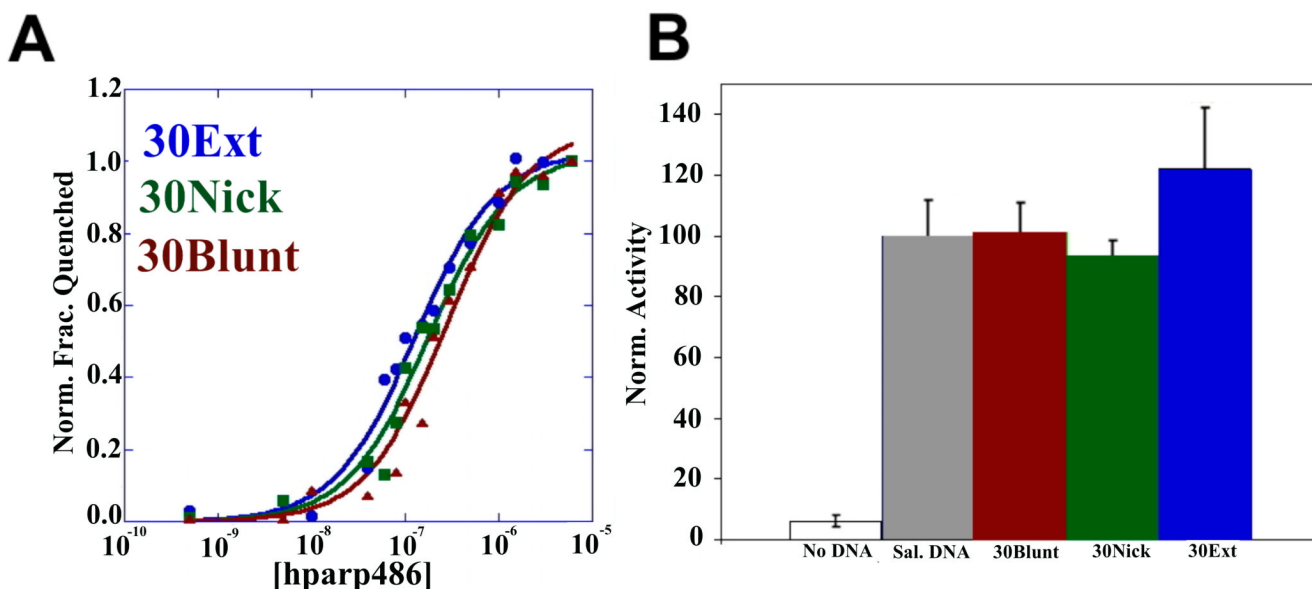 A
Norm. Frac. Quenched
1.2
1.0
0.8
0.6
0.4
0.2
0.0
30Ext
30Nick
30Blunt
10-10 10-9 10-8 10-7 10-6 10-5
[hparp486]
B
Norm. Activity
140
120
100
80
60
40
20
0
No DNA Sal. DNA 30Blunt 30Nick 30Ext